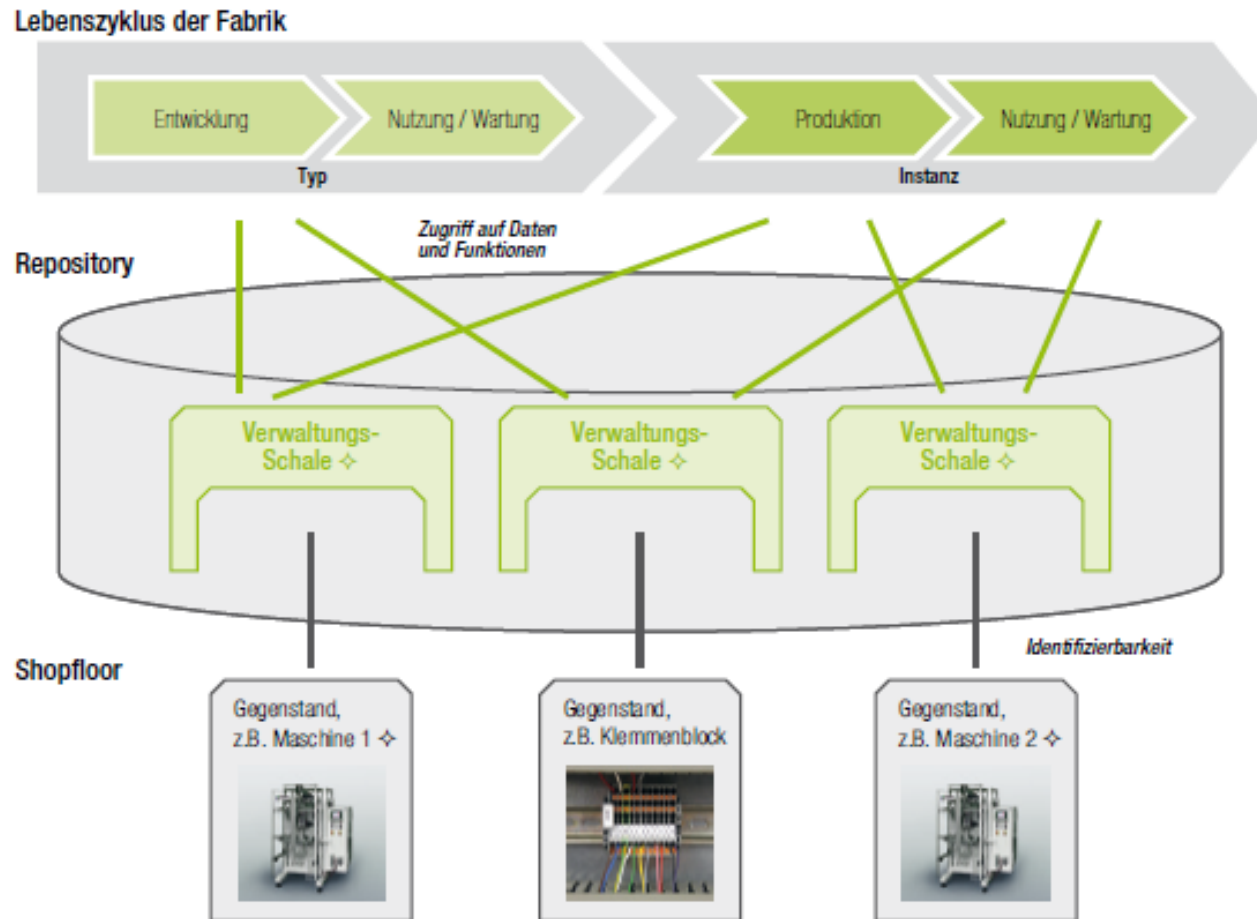 Lebenszyklus der Fabrik
Entwicklung
Nutzung / Wartung
Produktion
Nutzung / Wartung
Typ
Instanz
Zugriff auf Daten
und Funktionen
Repository
Verwaltungs-
Schale ✧
Verwaltungs-
Schale ✧
Verwaltungs-
Schale ✧
Identifizierbarkeit
Shopfloor
Gegenstand,
z.B. Maschine 1 ✧
Gegenstand,
z.B. Klemmenblock
Gegenstand,
z.B. Maschine 2 ✧